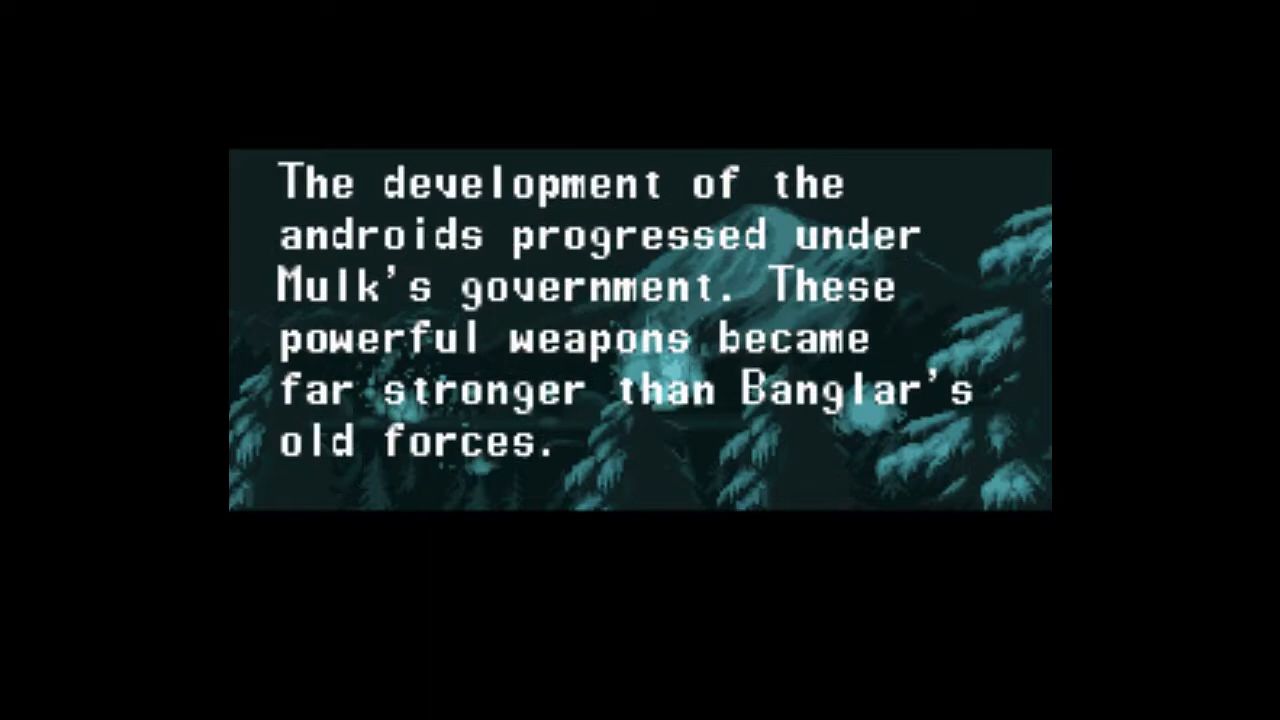 The development of the
androids progressed under
Mulk's government. These
powerful weapons became
far stronger than Banglar's
old forces.